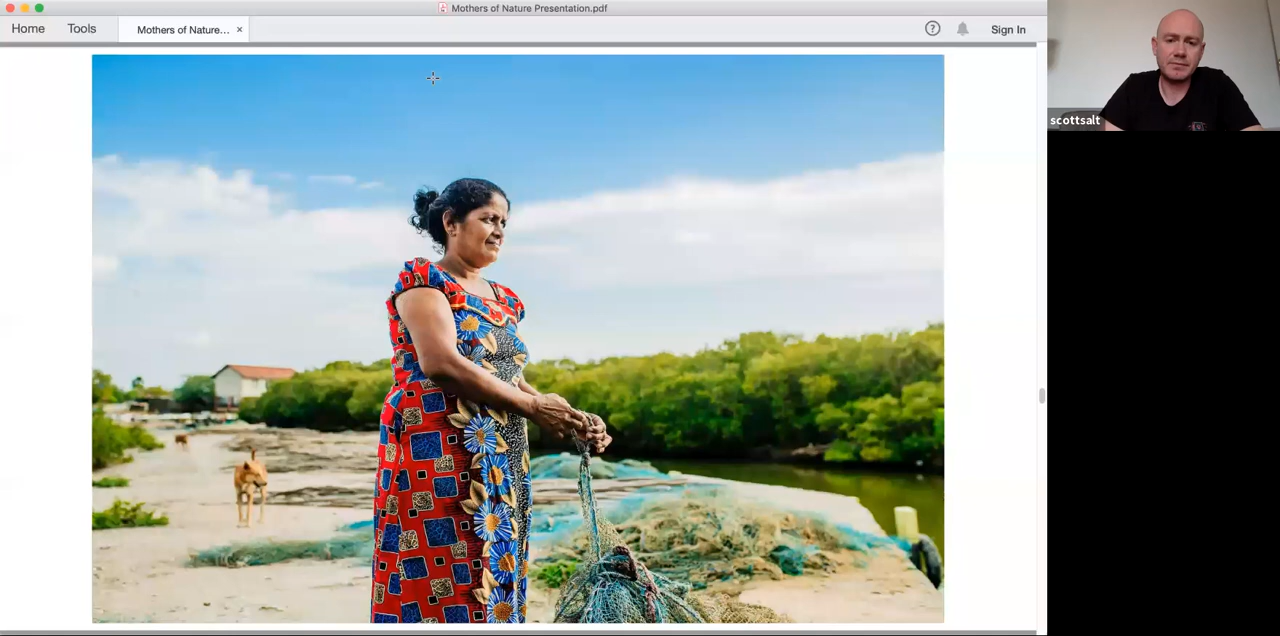 Mothers of Nature Presentation.pdf
Home
Tools
Mothers of Nature...
×
?
Sign In
scottsalt